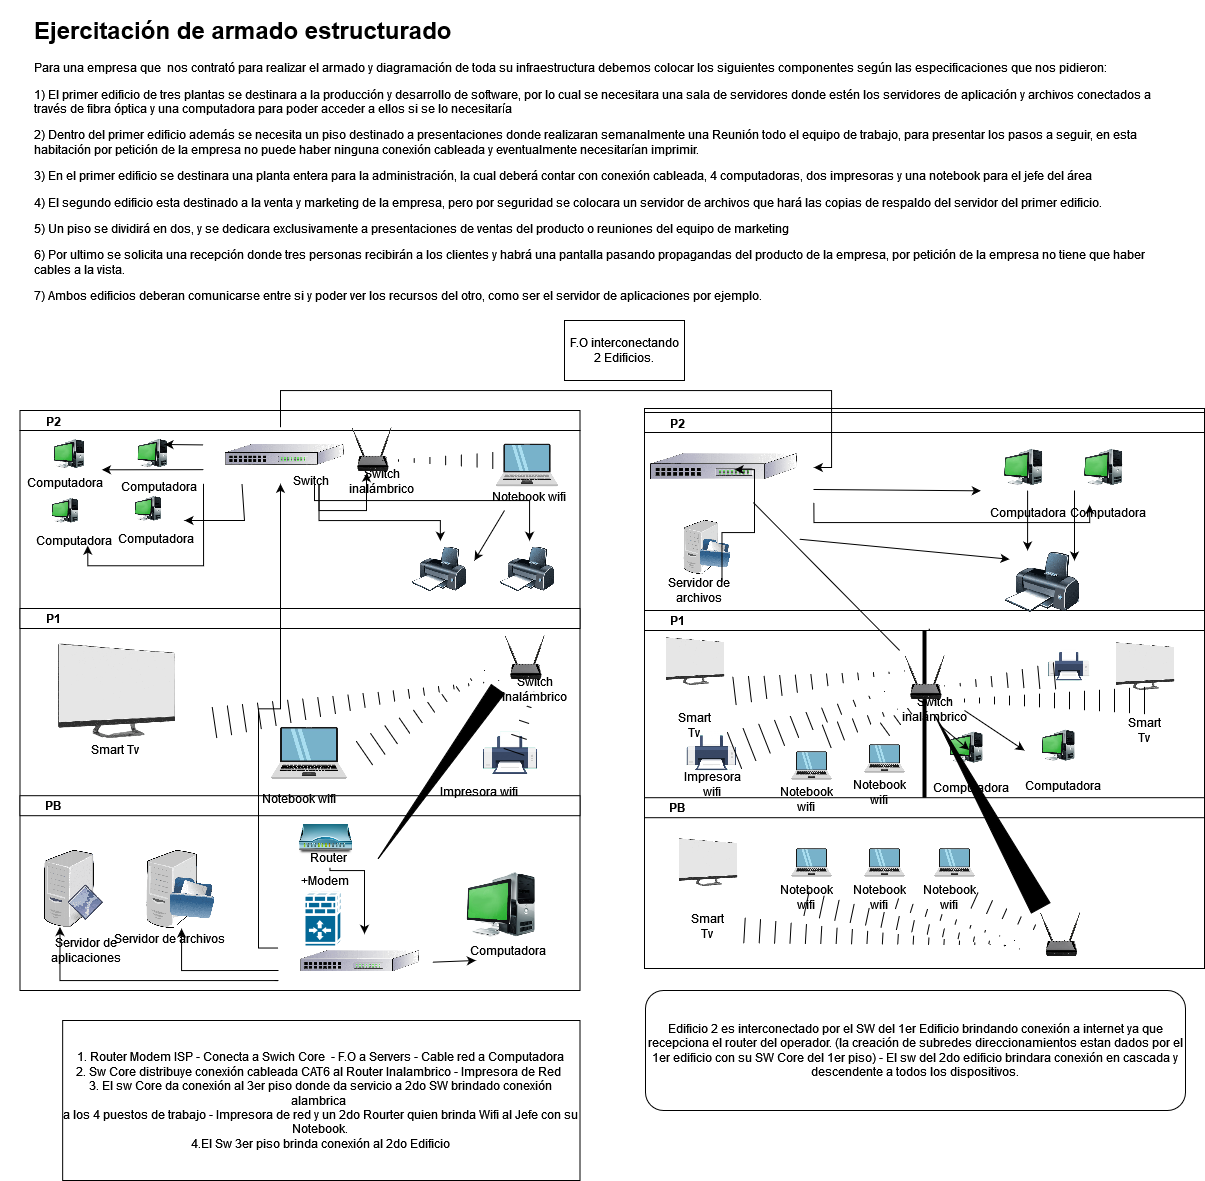 Ejercitación de armado estructurado
Para una empresa que  nos contrató para realizar el armado y diagramación de toda su infraestructura debemos colocar los siguientes componentes según las especificaciones que nos pidieron:
1) El primer edificio de tres plantas se destinara a la producción y desarrollo de software, por lo cual se necesitara una sala de servidores donde estén los servidores de aplicación y archivos conectados a
través de fibra óptica y una computadora para poder acceder a ellos si se lo necesitaría
2) Dentro del primer edificio además se necesita un piso destinado a presentaciones donde realizaran semanalmente una Reunión todo el equipo de trabajo, para presentar los pasos a seguir, en esta
habitación por petición de la empresa no puede haber ninguna conexión cableada y eventualmente necesitarían imprimir.
3) En el primer edificio se destinara una planta entera para la administración, la cual deberá contar con conexión cableada, 4 computadoras, dos impresoras y una notebook para el jefe del área
4) El segundo edificio esta destinado a la venta y marketing de la empresa, pero por seguridad se colocara un servidor de archivos que hará las copias de respaldo del servidor del primer edificio.
5) Un piso se dividirá en dos, y se dedicara exclusivamente a presentaciones de ventas del producto o reuniones del equipo de marketing
6) Por ultimo se solicita una recepción donde tres personas recibirán a los clientes y habrá una pantalla pasando propagandas del producto de la empresa, por petición de la empresa no tiene que haber
cables a la vista.
7) Ambos edificios deberan comunicarse entre si y poder ver los recursos del otro, como ser el servidor de aplicaciones por ejemplo.
F.O interconectando
2 Edificios.
P2
Computadora
Computadora
Computadora
Computadora
Switch
Switch
inalámbrico
Notebook wifi
P1
Smart Tv
Notebook wifi
Switch
inalámbrico
Impresora wifi
PB
Router
+Modem
Servidor de
aplicaciones
Servidor de archivos
Computadora
P2
Servidor de
archivos
Computadora
Computadora
P1
Smart
Tv
Impresora
wifi
Notebook
wifi
Notebook
wifi
Switch
inalámbrico
Computadora
Computadora
Smart
Tv
PB
Smart
Tv
Notebook
wifi
Notebook
wifi
Notebook
wifi
1. Router Modem ISP - Conecta a Swich Core  - F.O a Servers - Cable red a Computadora
2. Sw Core distribuye conexión cableada CAT6 al Router Inalambrico - Impresora de Red
3. El sw Core da conexión al 3er piso donde da servicio a 2do SW brindado conexión
alambrica
a los 4 puestos de trabajo - Impresora de red y un 2do Rourter quien brinda Wifi al Jefe con su
Notebook.
4.El Sw 3er piso brinda conexión al 2do Edificio
Edificio 2 es interconectado por el SW del 1er Edificio brindando conexión a internet ya que
recepciona el router del operador. (la creación de subredes direccionamientos estan dados por el
1er edificio con su SW Core del 1er piso) - El sw del 2do edificio brindara conexión en cascada y
descendente a todos los dispositivos.